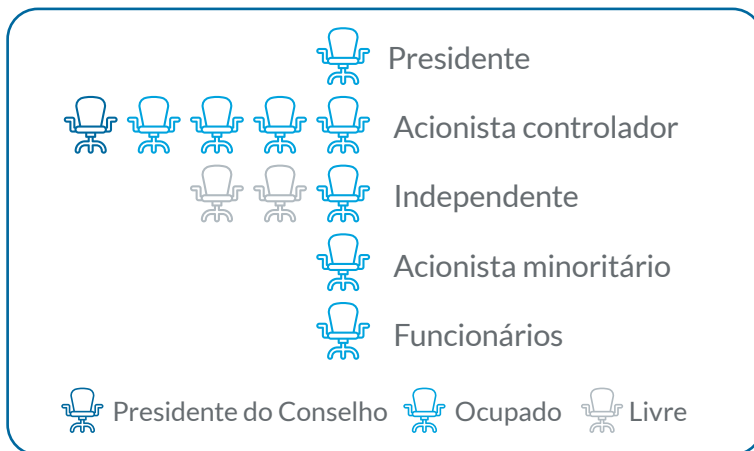 Presidente
Acionista controlador
Independente
Acionista minoritário
Funcionários
Presidente do Conselho Ocupado Livre